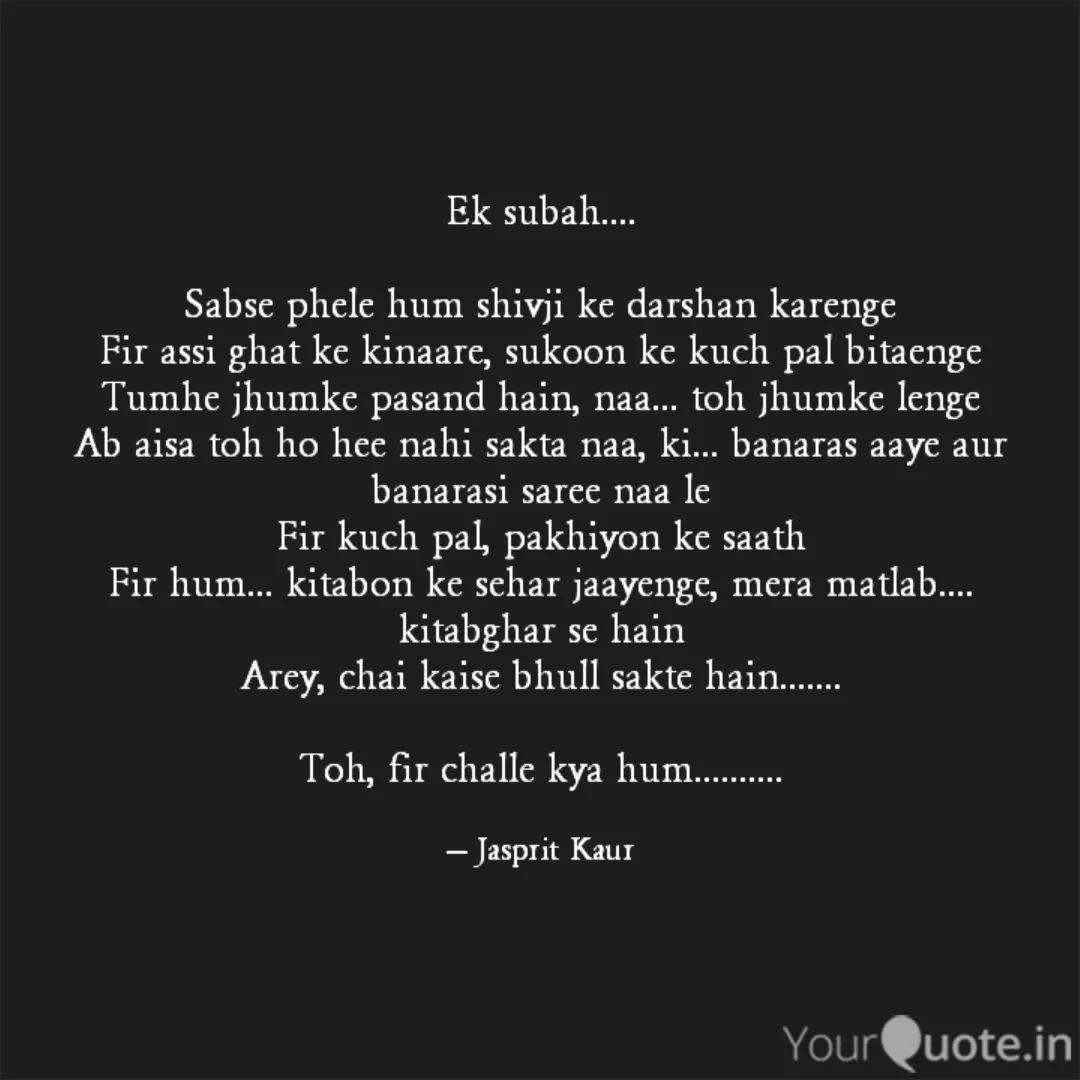 Ek subah....
Sabse phele hum shivji ke darshan karenge
Fir assi ghat ke kinaare, sukoon ke kuch pal bitaenge
Tumhe jhumke pasand hain, naa... toh jhumke lenge
Ab aisa toh ho hee nahi sakta naa, ki... banaras aaye aur
banarasi saree naa le
Fir kuch pal, pakhiyon ke saath
Fir hum... kitabon ke sehar jaayenge, mera matlab....
kitabghar se hain
Arey, chai kaise bhull sakte hain.......
Toh, fir challe kya hum..........
– Jasprit Kaur
YourQuote.in